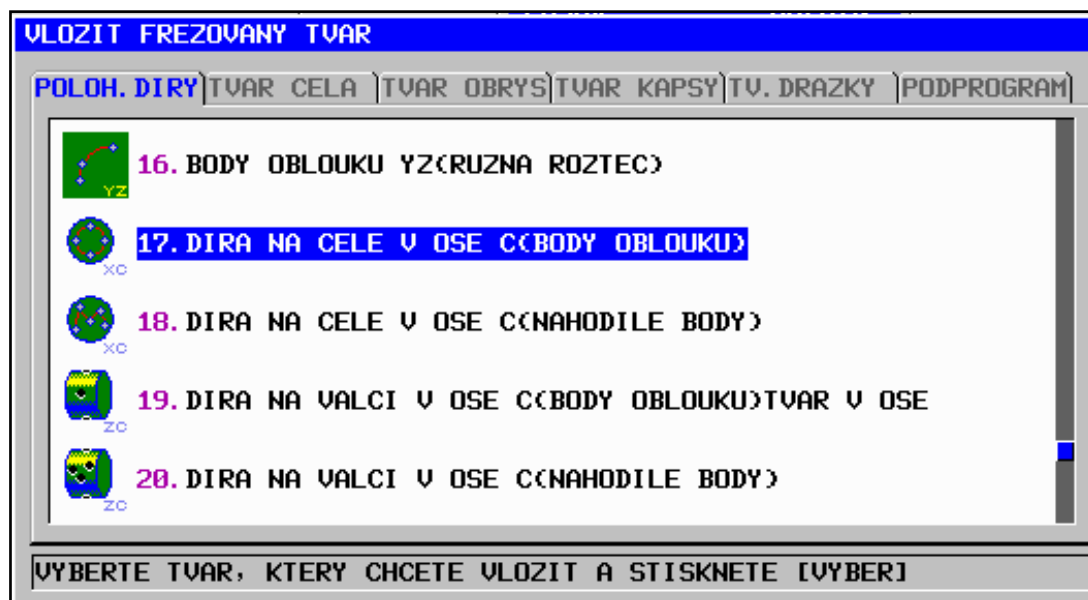 VLOZIT FREZOVANY TVAR
POLOH. DIRY TVAR CELA TVAR OBRYS TVAR KAPSY TV. DRAZKY PODPROGRAM
YZ
16. BODY OBLOUKU YZ(RUZNA ROZTEC)
17. DIRA NA CELE V OSE C(BODY OBLOUKU)
XC
18. DIRA NA CELE V OSE C(NAHODILE BODY)
XC
19. DIRA NA VALCI V OSE C(BODY OBLOUKU)TVAR V OSE
ZC
20. DIRA NA VALCI V OSE C(NAHODILE BODY)
ZC
VYBERTE TVAR, KTERY CHCETE VLOZIT A STISKNETE [VYBER]